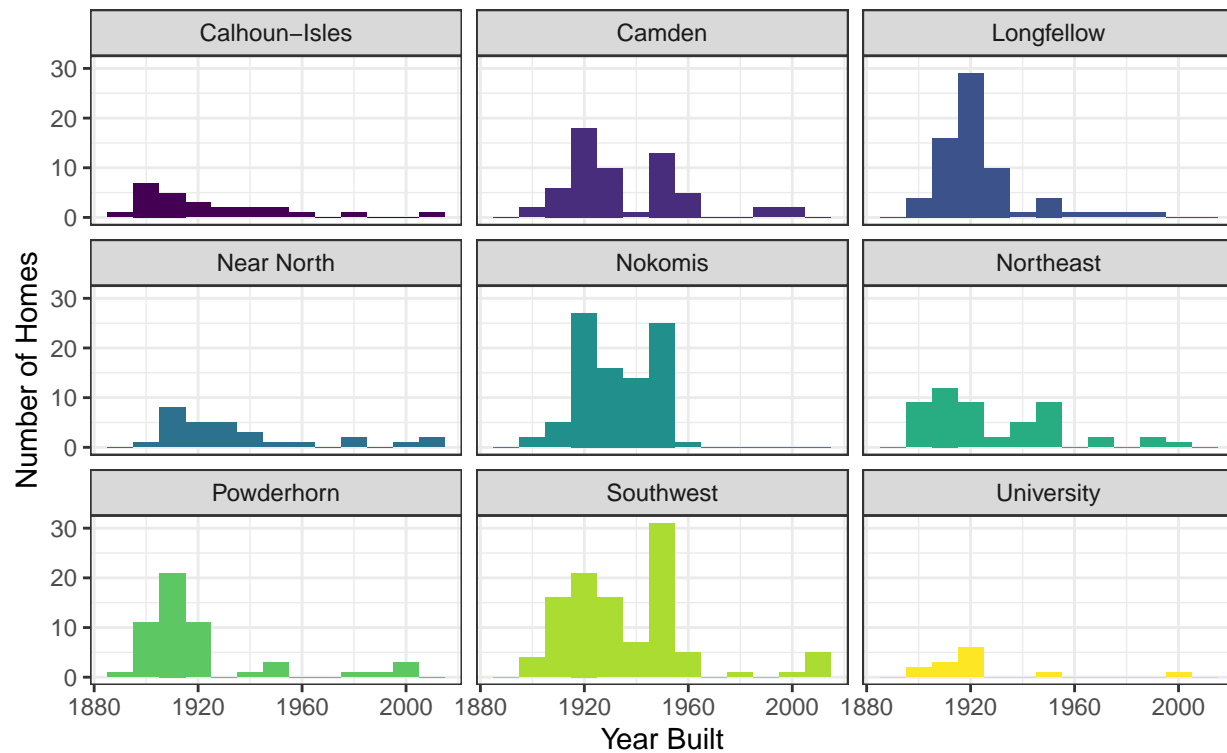 Calhoun−Isles Camden Longfellow
30
20
10
0
Near North Nokomis Northeast
30
20
10
0
Powderhorn Southwest University
30
20
10
0
1880 1920 1960 2000 1880 1920 1960 2000 1880 1920 1960 2000
Year Built
Number of Homes